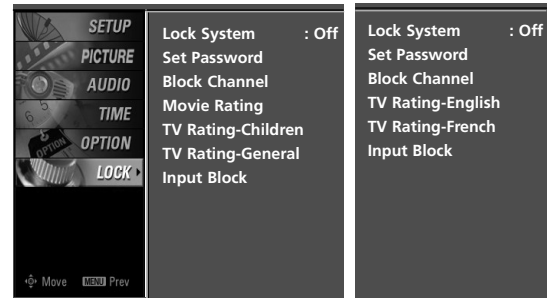 SETUP
PICTURE
AUDIO
TIME
OPTION
LOCK
Move MENU Prev
Lock System : Off
Set Password
Block Channel
Movie Rating
TV Rating-Children
TV Rating-General
Input Block
Lock System : Off
Set Password
Block Channel
TV Rating-English
TV Rating-French
Input Block